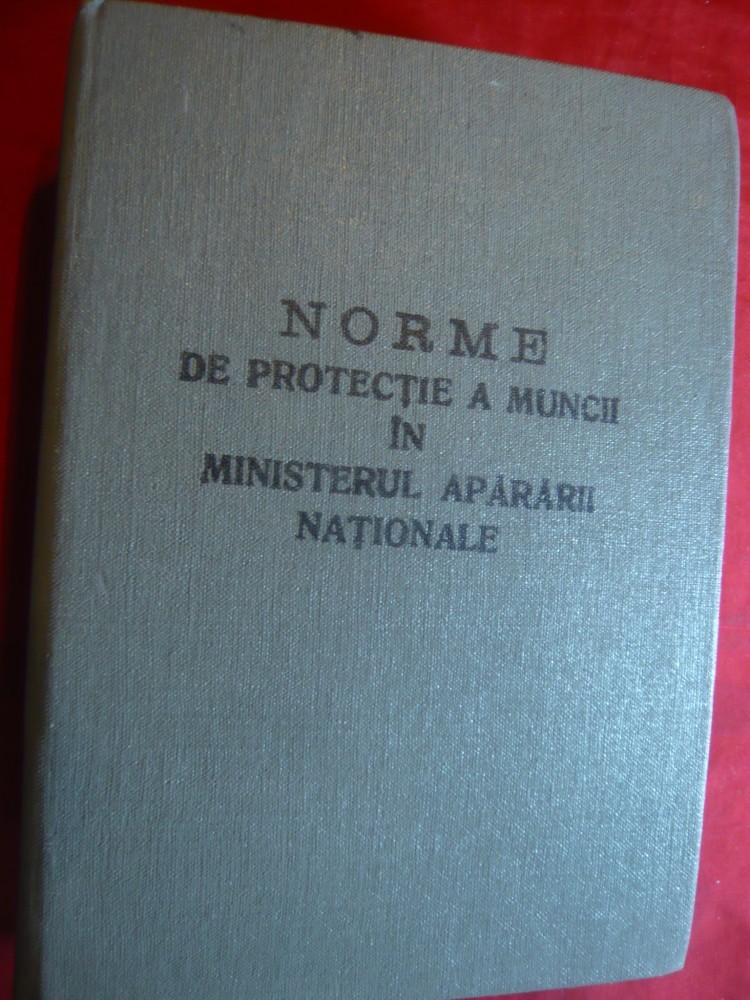 NORME
DE PROTECȚIE A MUNCII
ÎN
MINISTERUL APĂRĂRII
NAȚIONALE